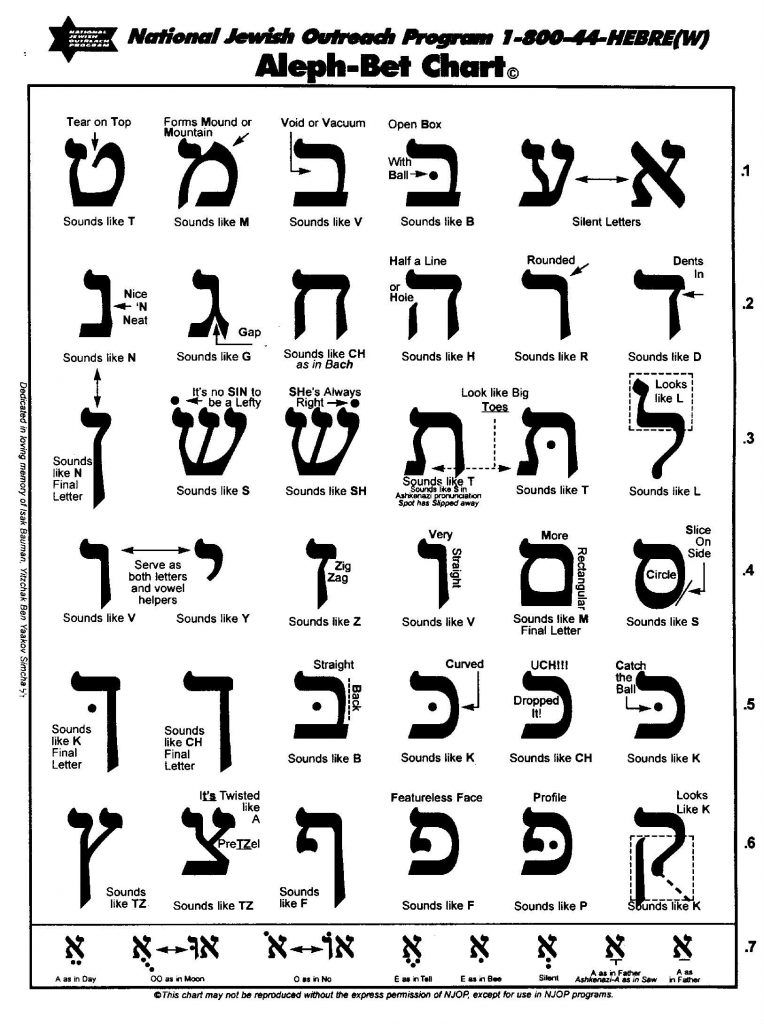 NATIONAL
JEWISH
OUTREACH
PROGRAM
National Jewish Outreach Program 1-800-44-HEBRE(W)
Aleph-Bet Chart©
.1
א
ע
Silent Letters
Open Box
With
Ball
בּ
Sounds like B
Void or Vacuum
ב
Sounds like V
Forms Mound or
Mountain
מ
Sounds like M
Tear on Top
ט
Sounds like T
.2
Dents
In
ד
Sounds like D
Rounded
ר
Sounds like R
Half a Line
or
Hole
ה
Sounds like H
ח
Sounds like CH
as in Bach
ג
Gap
Sounds like G
נ
Nice
'N
Neat
Sounds like N
.3
Looks
like L
ל
Sounds like L
Look like Big
Toes
תּ
Sounds like T
ת
Sounds like T
Sounds like S in
Ashkenazi pronunciation
Spot has Slipped away
SHe's Always
Right
שׁ
Sounds like SH
It's no SIN to
be a Lefty
שׂ
Sounds like S
ן
Sounds
like N
Final
Letter
.4
Slice
On
Side
ס
Circle
Sounds like S
More
Rectangular
ם
Sounds like M
Final Letter
Very
Straight
ו
Sounds like V
ז
Zig
Zag
Sounds like Z
י
Sounds like Y
Serve as
both letters
and vowel
helpers
ו
Sounds like V
.5
Catch
the
Ball
כּ
Sounds like K
UCH!!!
Dropped
It!
כ
Sounds like CH
Curved
כּ
Sounds like K
Straight
Back
בּ
Sounds like B
ך
Sounds
like CH
Final
Letter
ךּ
Sounds
like K
Final
Letter
.6
Looks
Like K
ק
Sounds like K
Profile
פּ
Sounds like P
Featureless Face
פ
Sounds like F
ף
Sounds
like F
It's Twisted
like
A
PreTZel
צ
Sounds like TZ
ץ
Sounds
like TZ
.7
אַ
A as
in Father
אָ
A as in Father
Ashkenazi-A as in Saw
אְ
Silent
אִ
E as in Bee
אֶ
E as in Tell
אוֹ
אֹ
O as in No
אוּ
אֻ
OO as in Moon
אֵ
A as in Day
©This chart may not be reproduced without the express permission of NJOP, except for use in NJOP programs.
Dedicated in loving memory of Isak Bauman, Yitzchak Ben Yaakov Simcha